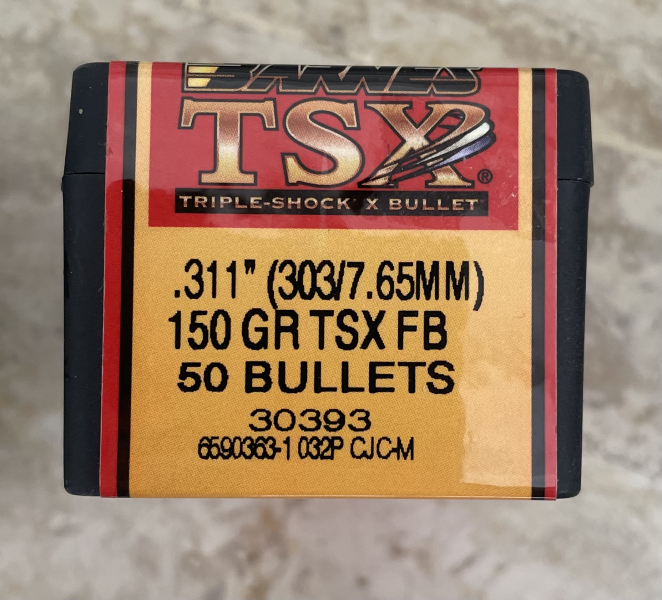 BARNES
TSX®
TRIPLE-SHOCK X BULLET
.311" (303/7.65MM)
150 GR TSX FB
50 BULLETS
30393
6590363-1 032P CJC-M